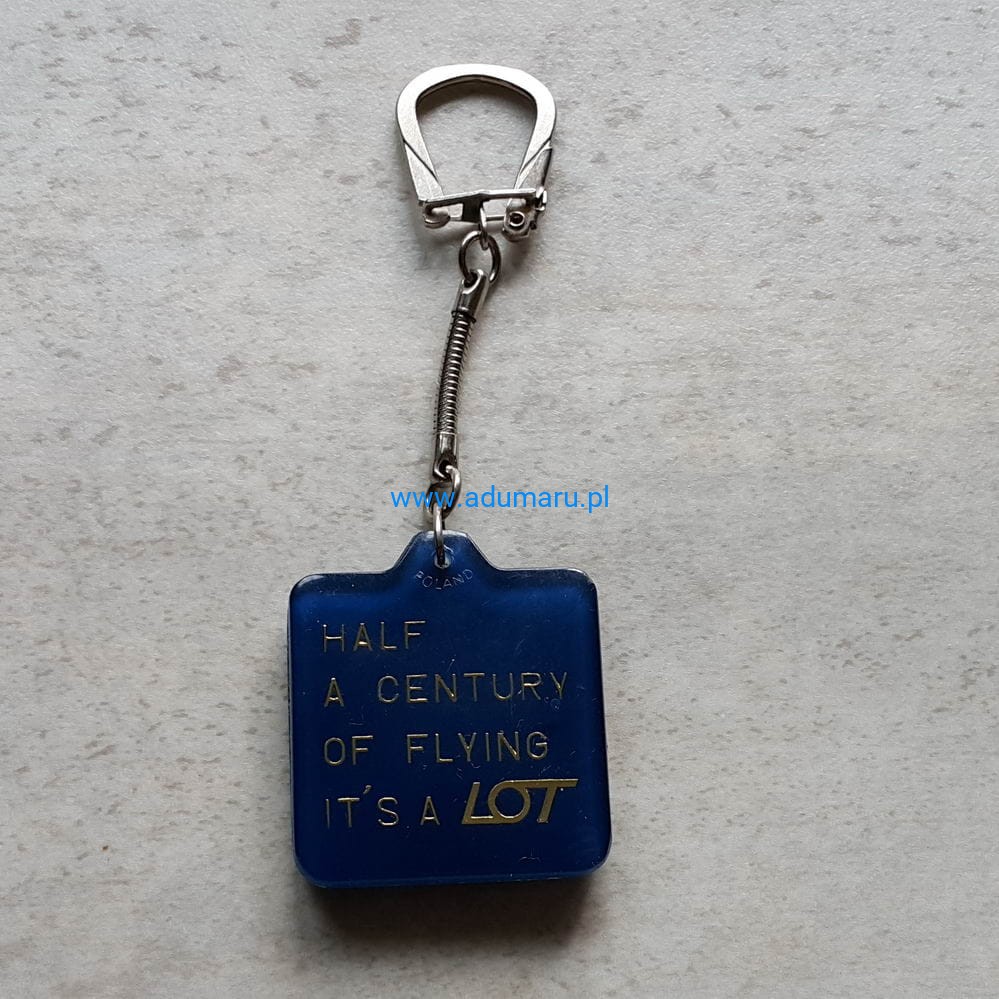 www.adumaru.pl
POLAND
HALF
A CENTURY
OF FLYING
IT'S A LOT